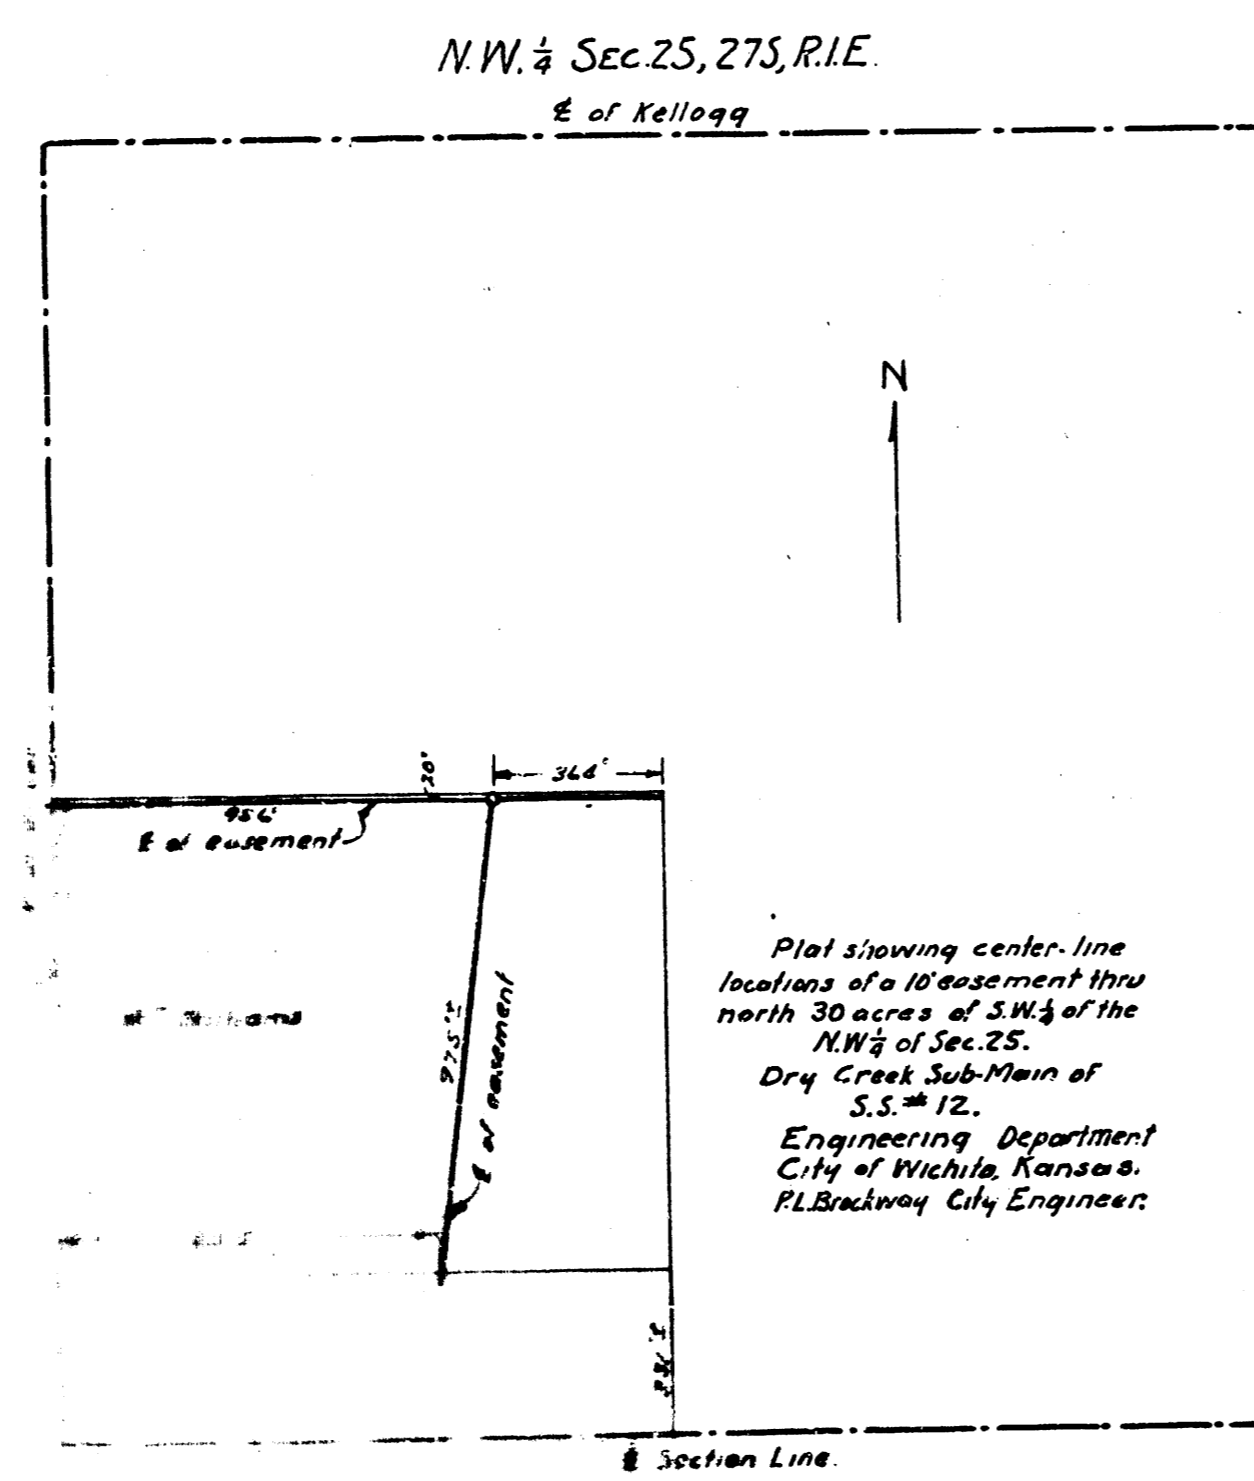 N.W. ¼ SEC. 25, 27S, R.1.E.
℄ of Kellogg
N
364'
20'
956'
℄ of easement
975' ±
℄ of easement
Plat showing center-line
locations of a 10' easement thru
north 30 acres of S.W.¼ of the
N.W¼ of Sec. 25.
Dry Creek Sub-Main of
S.S. # 12.
Engineering Department
City of Wichita, Kansas.
P.L. Brockway City Engineer.
℄ Section Line.